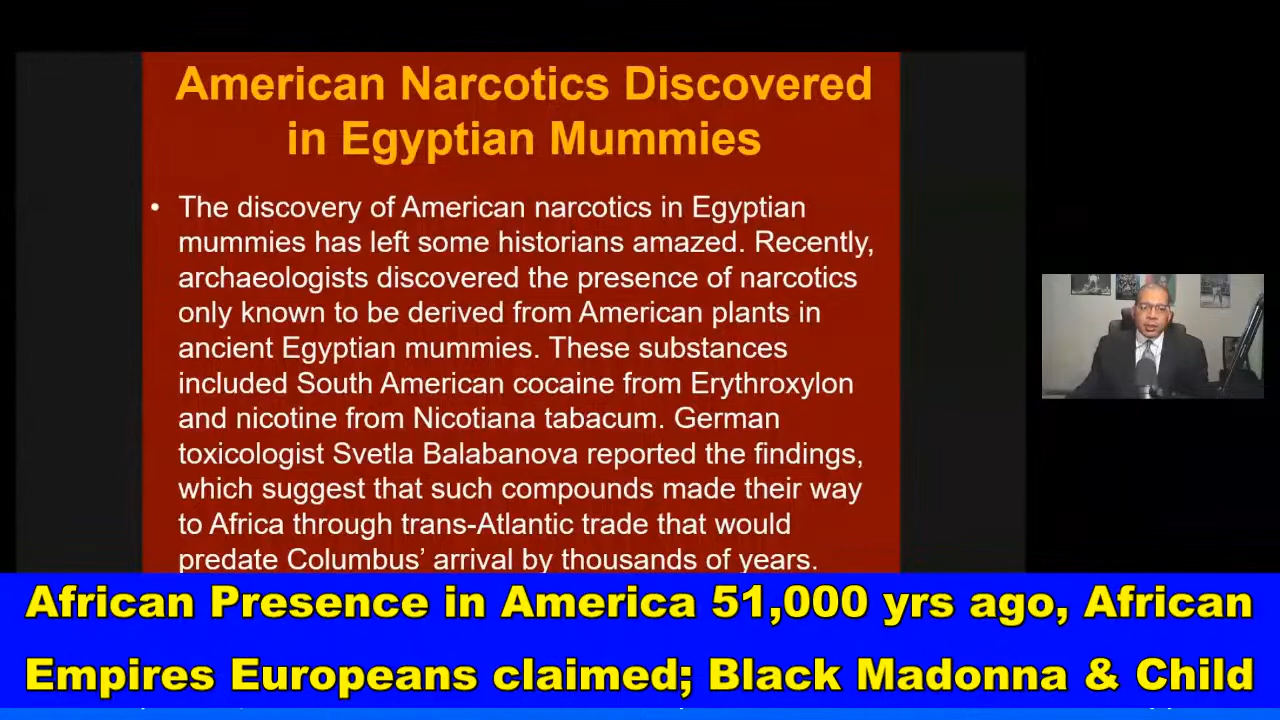 American Narcotics Discovered
in Egyptian Mummies
• The discovery of American narcotics in Egyptian
mummies has left some historians amazed. Recently,
archaeologists discovered the presence of narcotics
only known to be derived from American plants in
ancient Egyptian mummies. These substances
included South American cocaine from Erythroxylon
and nicotine from Nicotiana tabacum. German
toxicologist Svetla Balabanova reported the findings,
which suggest that such compounds made their way
to Africa through trans-Atlantic trade that would
predate Columbus’ arrival by thousands of years.
African Presence in America 51,000 yrs ago, African
Empires Europeans claimed; Black Madonna & Child